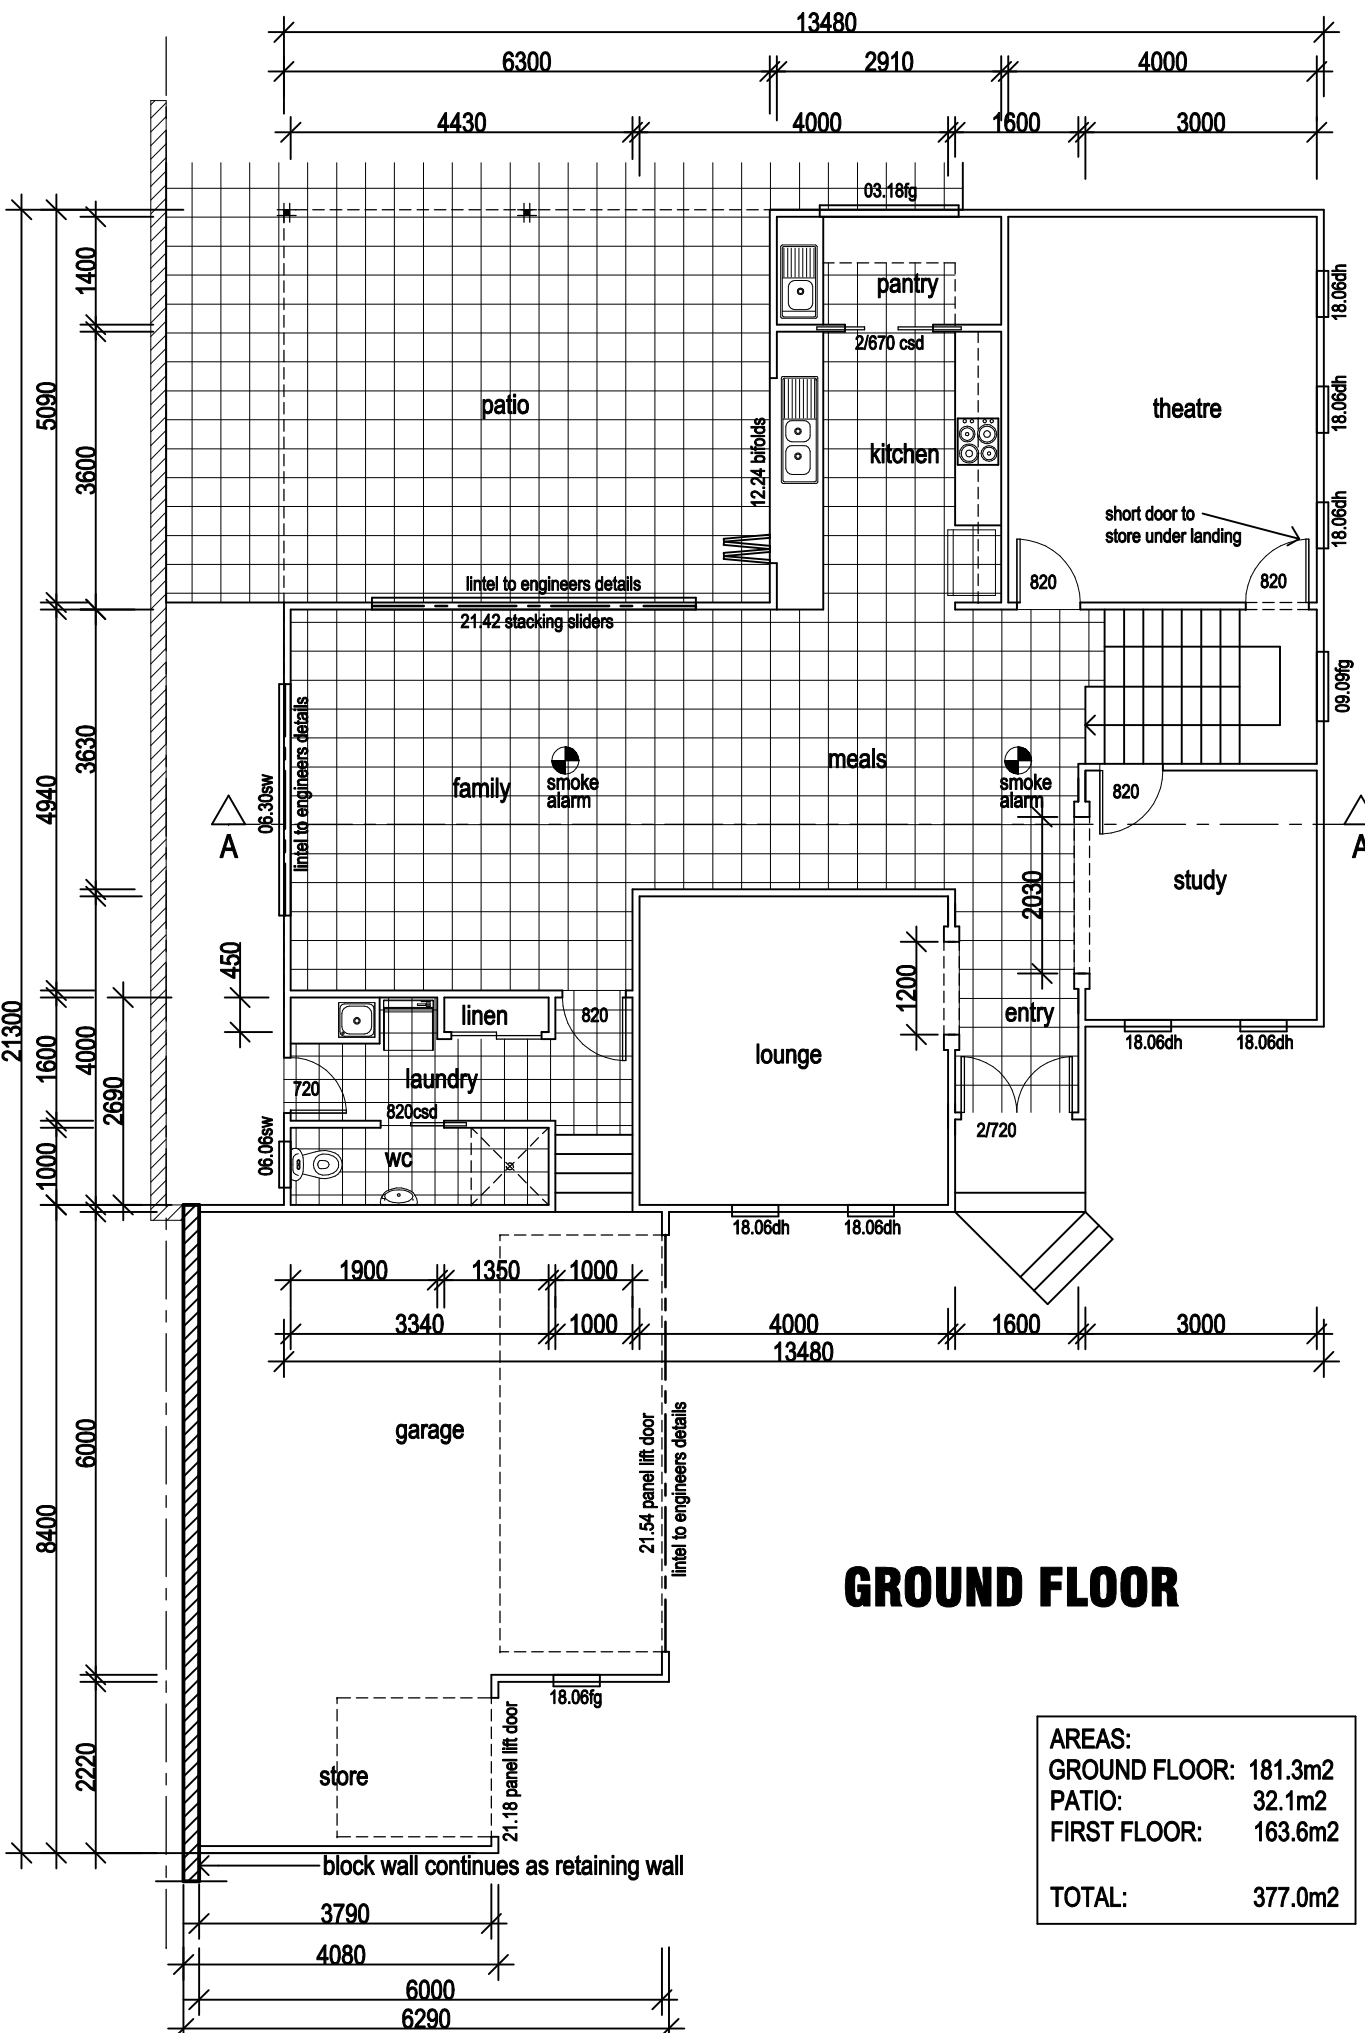 13480
6300
2910
4000
4430
4000
1600
3000
03.18fg
1400
pantry
18.06dh
2/670 csd
5090
patio
theatre
18.06dh
3600
12.24 bifolds
kitchen
short door to
store under landing
18.06dh
lintel to engineers details
820
820
21.42 stacking sliders
09.09fg
4940
3630
06.30sw
lintel to engineers details
family
smoke
alarm
meals
smoke
alarm
820
A
A
study
2030
450
1200
21300
1600
4000
2690
linen
820
entry
18.06dh
18.06dh
lounge
720
laundry
820csd
2/720
1000
06.06sw
WC
18.06dh
18.06dh
1900
1350
1000
3340
1000
4000
1600
3000
13480
garage
6000
8400
21.54 panel lift door
lintel to engineers details
GROUND FLOOR
18.06fg
2220
store
21.18 panel lift door
AREAS:
GROUND FLOOR: 181.3m2
PATIO: 32.1m2
FIRST FLOOR: 163.6m2
TOTAL: 377.0m2
block wall continues as retaining wall
3790
4080
6000
6290